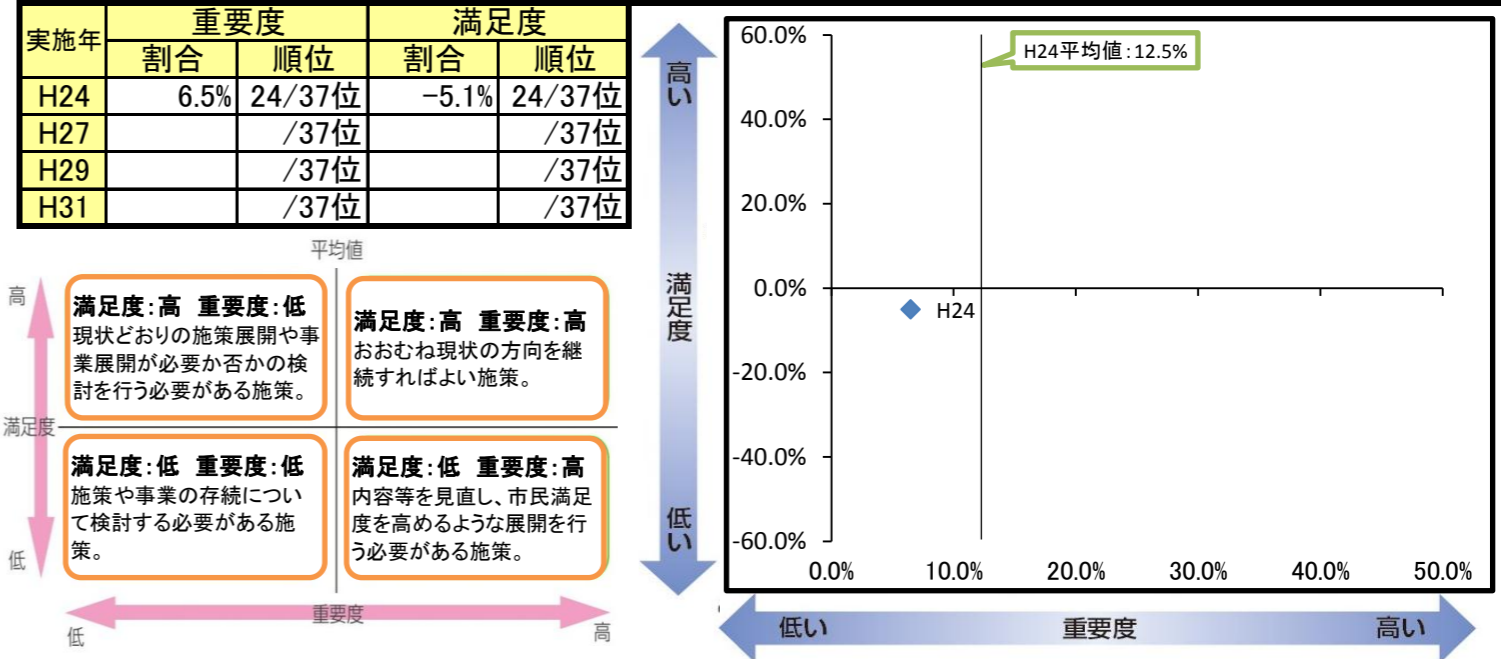 実施年 重要度 満足度
割合 順位 割合 順位
H24 6.5% 24/37位 -5.1% 24/37位
H27 /37位 /37位
H29 /37位 /37位
H31 /37位 /37位
平均値
高
満足度
低
満足度:高 重要度:低
現状どおりの施策展開や事
業展開が必要か否かの検
討を行う必要がある施策。
満足度:高 重要度:高
おおむね現状の方向を継
続すればよい施策。
満足度:低 重要度:低
施策や事業の存続につい
て検討する必要がある施
策。
満足度:低 重要度:高
内容等を見直し、市民満足
度を高めるような展開を行
う必要がある施策。
低 重要度 高
高い
満足度
低い
60.0%
40.0%
20.0%
0.0%
-20.0%
-40.0%
-60.0%
H24平均値:12.5%
H24
0.0% 10.0% 20.0% 30.0% 40.0% 50.0%
低い 重要度 高い